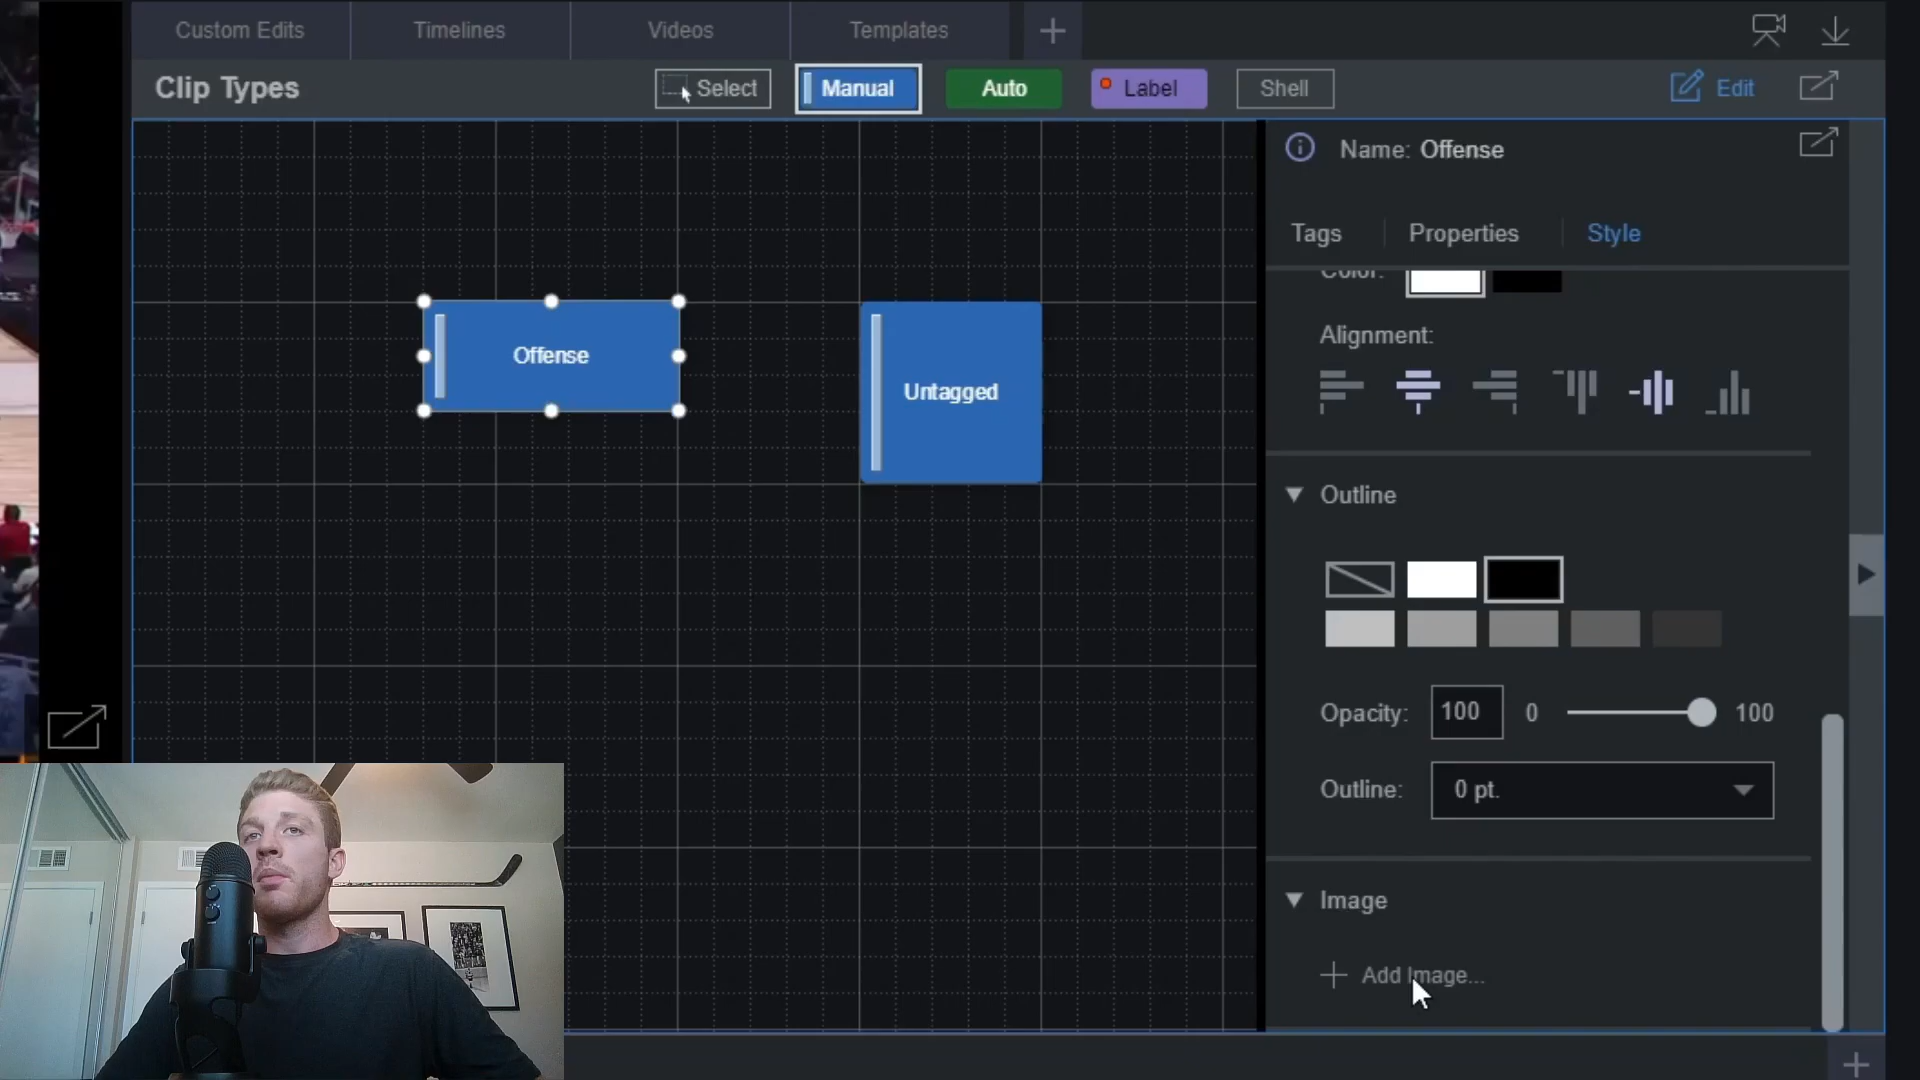 Custom Edits
Timelines
Videos
Templates
Clip Types
Select
Manual
Auto
Label
Shell
Edit
Name: Offense
Tags
Properties
Style
Color:
Alignment:
Offense
Untagged
Outline
Opacity: 100 0 100
Outline: 0 pt.
Image
Add Image...